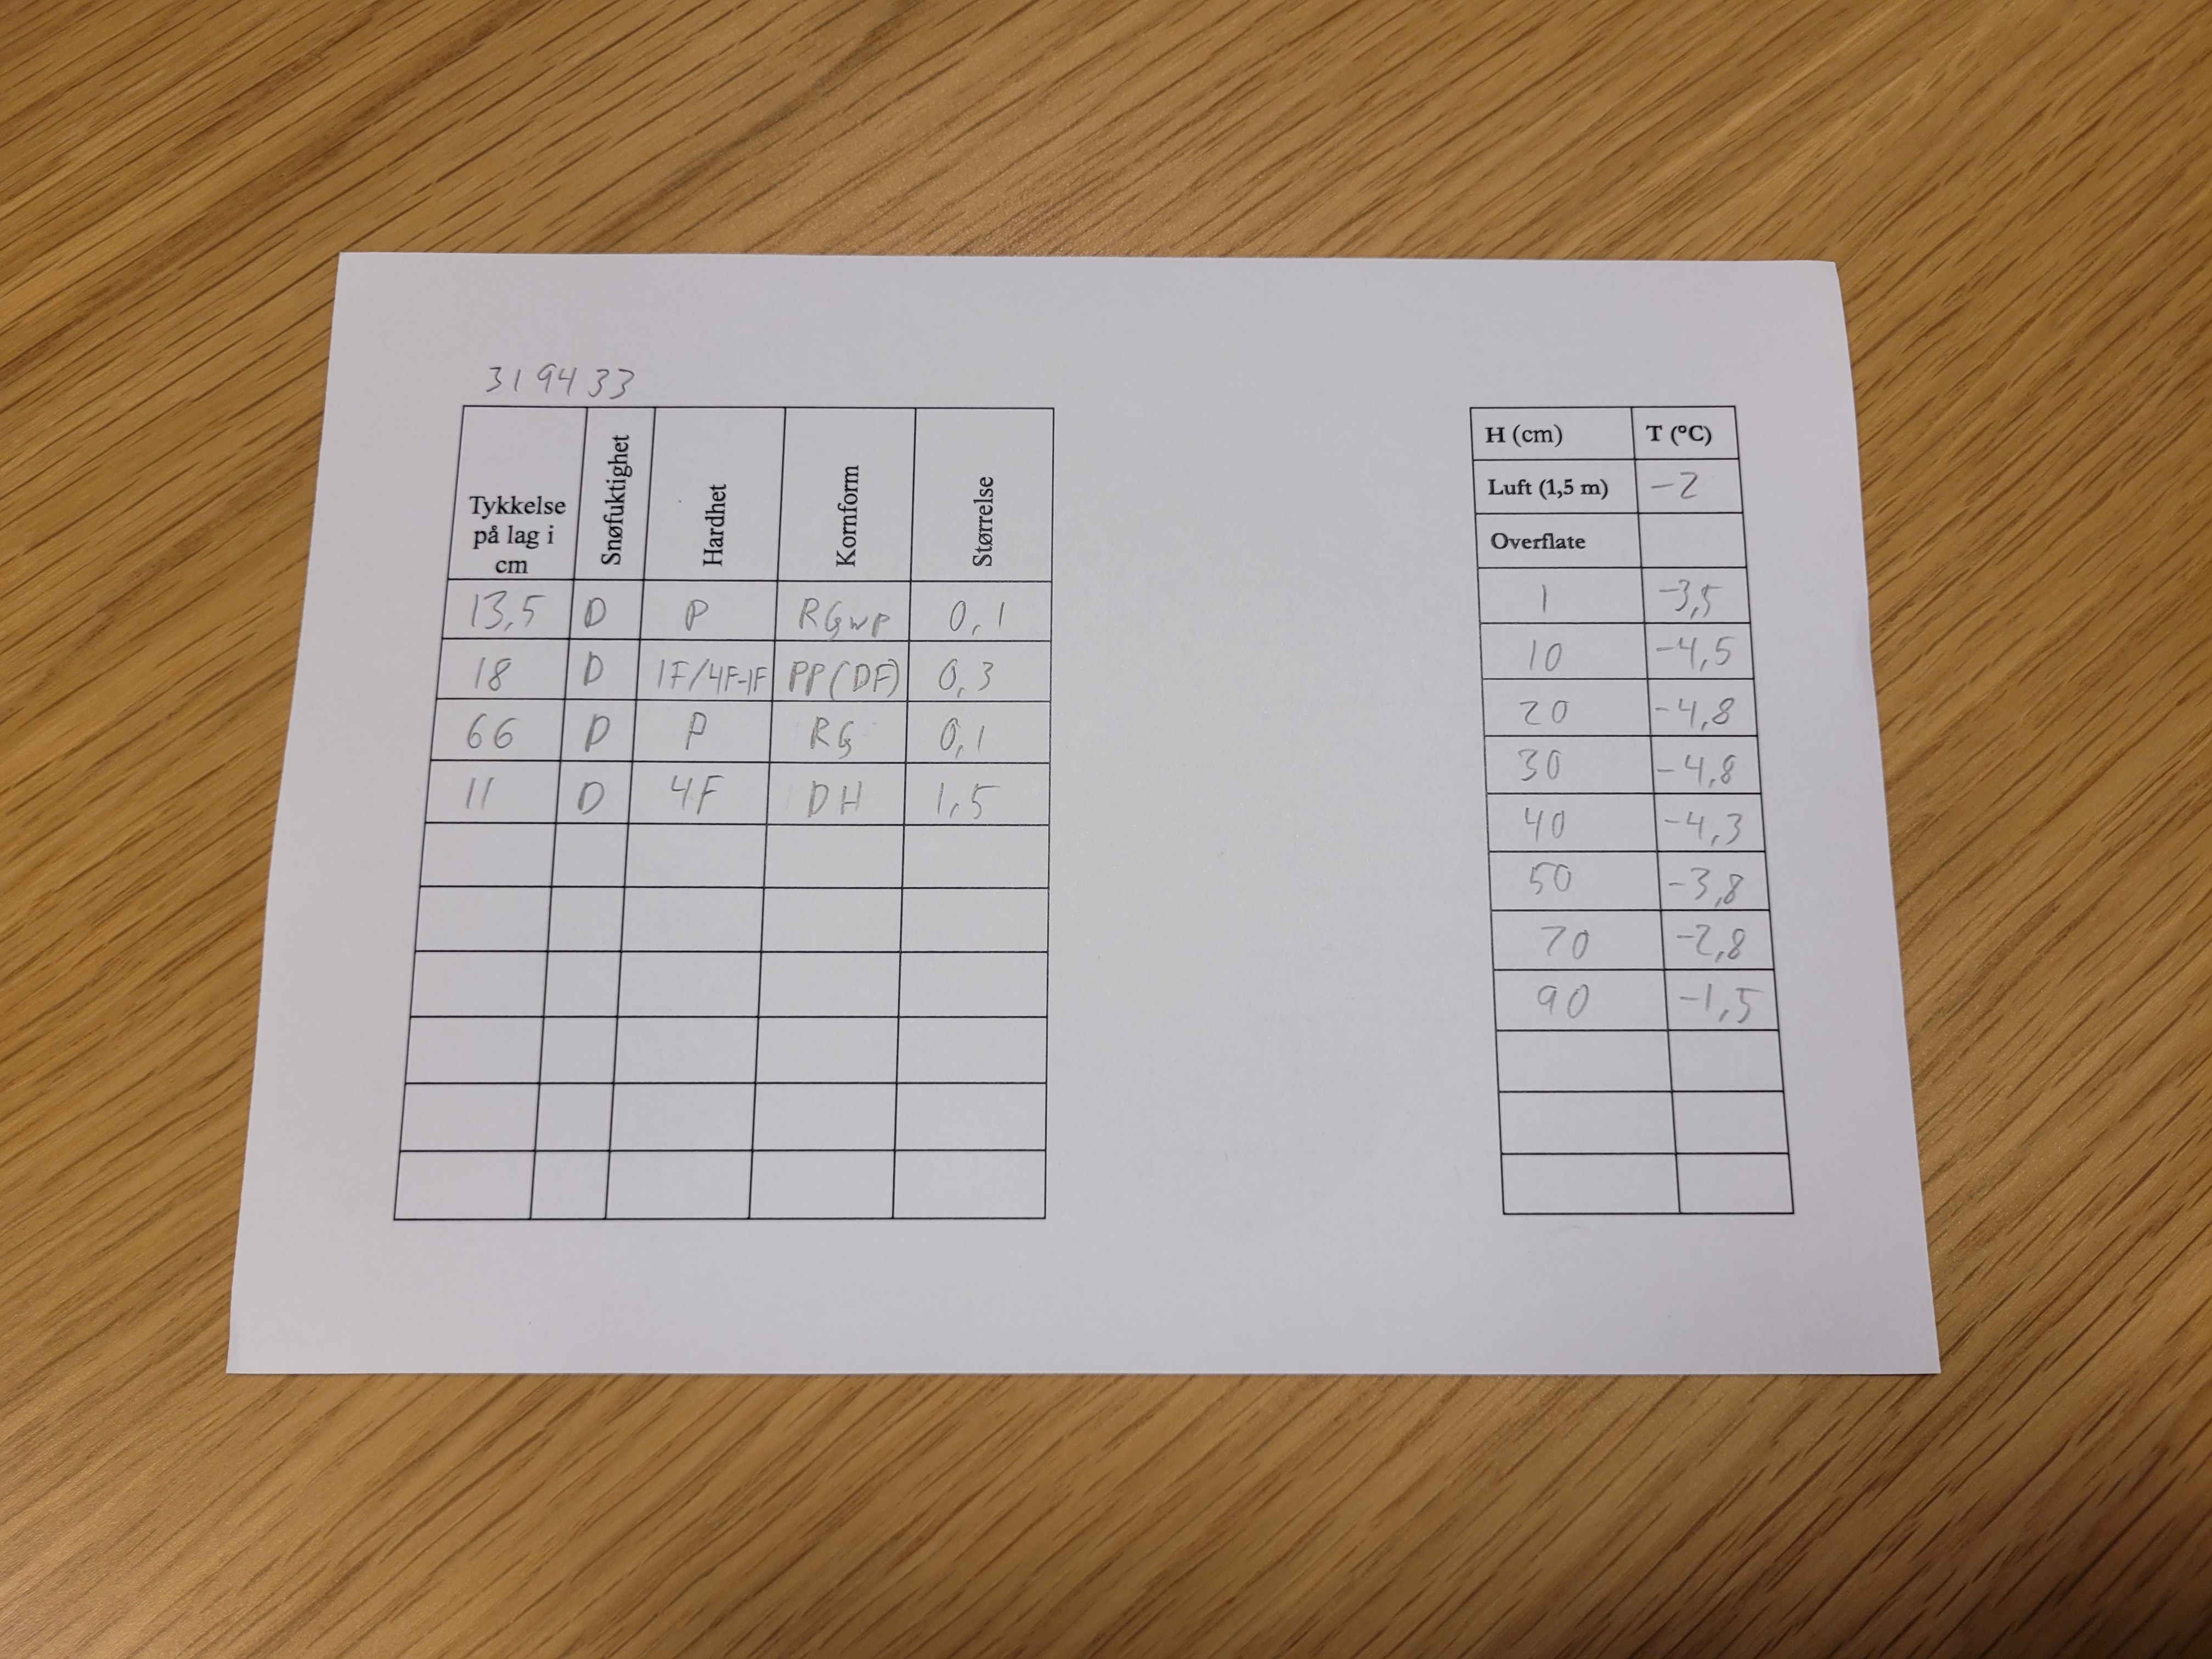 319433
Tykkelse på lag i cm Snøfuktighet Hardhet Kornform Størrelse
13,5 D P RGwp 0,1
18 D 1F/4F-1F PP(DF) 0,3
66 D P RG 0,1
11 D 4F DH 1,5
H (cm) T (°C)
Luft (1,5 m) -2
Overflate
1 -3,5
10 -4,5
20 -4,8
30 -4,8
40 -4,3
50 -3,8
70 -2,8
90 -1,5